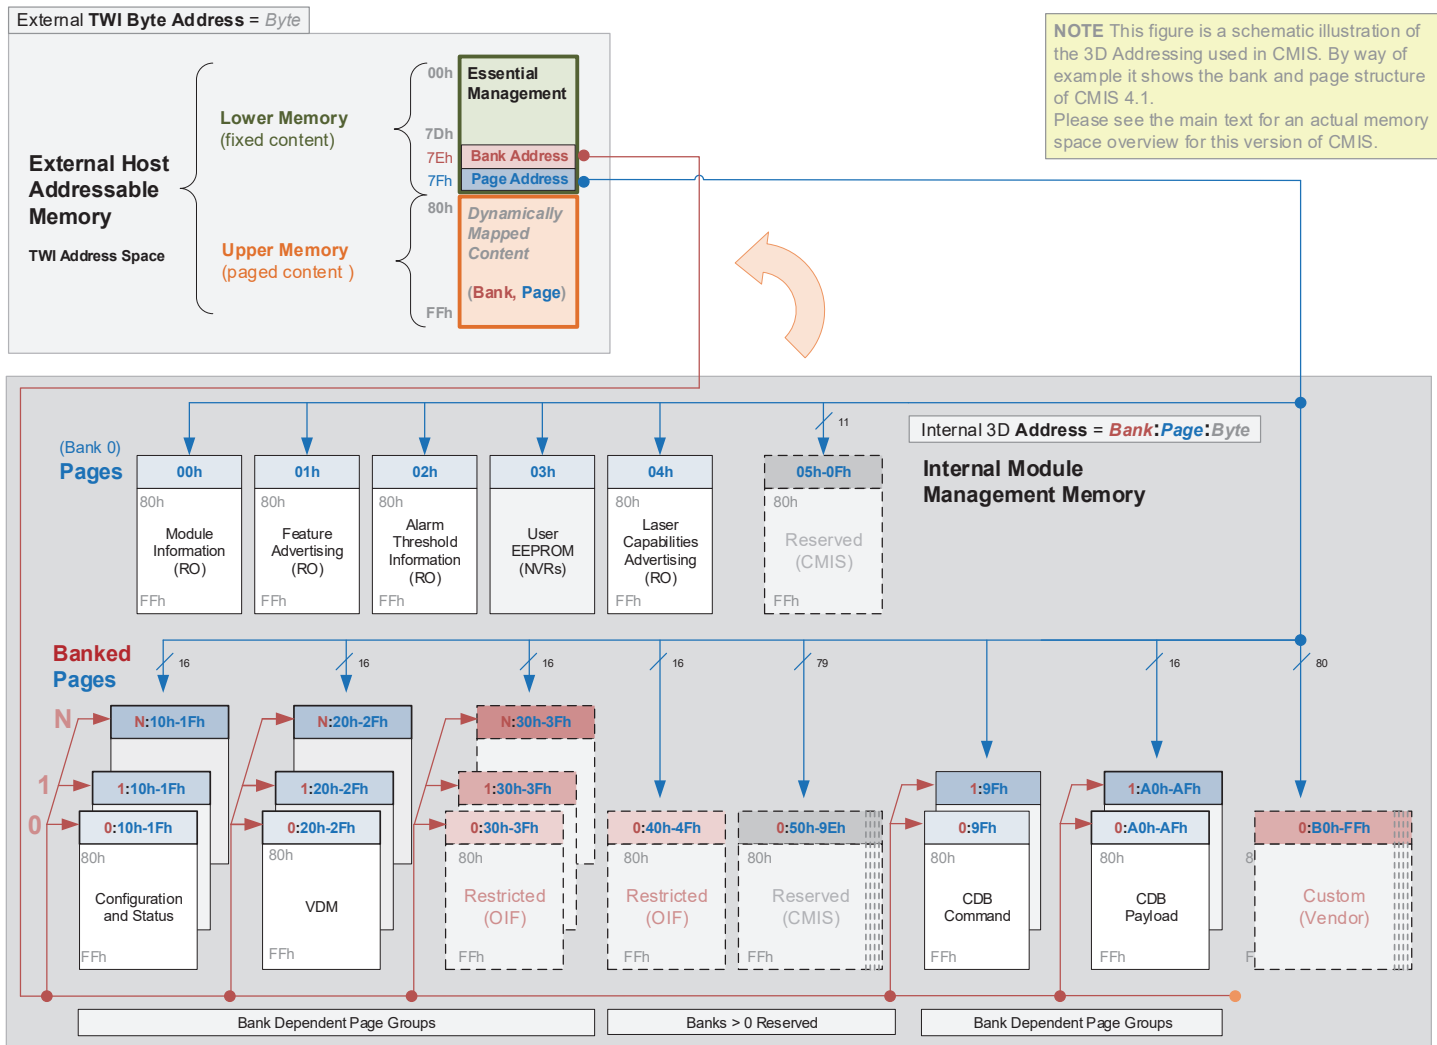 External TWI Byte Address = Byte
NOTE This figure is a schematic illustration of
the 3D Addressing used in CMIS. By way of
example it shows the bank and page structure
of CMIS 4.1.
Please see the main text for an actual memory
space overview for this version of CMIS.
External Host
Addressable
Memory
TWI Address Space
Lower Memory
(fixed content)
Upper Memory
(paged content )
00h
7Dh
7Eh
7Fh
80h
FFh
Essential
Management
Bank Address
Page Address
Dynamically
Mapped
Content
(Bank, Page)
Internal 3D Address = Bank:Page:Byte
Internal Module
Management Memory
(Bank 0)
Pages
11
00h
80h
Module
Information
(RO)
FFh
01h
80h
Feature
Advertising
(RO)
FFh
02h
80h
Alarm
Threshold
Information
(RO)
FFh
03h
80h
User
EEPROM
(NVRs)
FFh
04h
80h
Laser
Capabilities
Advertising
(RO)
FFh
05h-0Fh
80h
Reserved
(CMIS)
FFh
Banked
Pages
16
16
16
16
79
16
80
N
1
0
N:10h-1Fh
1:10h-1Fh
0:10h-1Fh
80h
Configuration
and Status
FFh
N:20h-2Fh
1:20h-2Fh
0:20h-2Fh
80h
VDM
FFh
N:30h-3Fh
1:30h-3Fh
0:30h-3Fh
80h
Restricted
(OIF)
FFh
0:40h-4Fh
80h
Restricted
(OIF)
FFh
0:50h-9Eh
80h
Reserved
(CMIS)
FFh
1:9Fh
0:9Fh
80h
CDB
Command
FFh
1:A0h-AFh
0:A0h-AFh
80h
CDB
Payload
FFh
0:B0h-FFh
8
Custom
(Vendor)
F
Bank Dependent Page Groups
Banks > 0 Reserved
Bank Dependent Page Groups